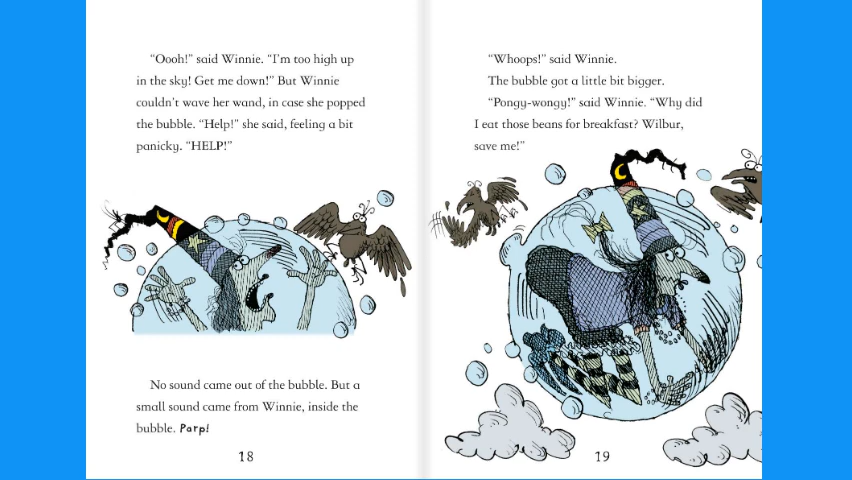 “Oooh!” said Winnie. “I’m too high up
in the sky! Get me down!” But Winnie
couldn’t wave her wand, in case she popped
the bubble. “Help!” she said, feeling a bit
panicky. “HELP!”
No sound came out of the bubble. But a
small sound came from Winnie, inside the
bubble. Parp!
18
“Whoops!” said Winnie.
The bubble got a little bit bigger.
“Pongy-wongy!” said Winnie. “Why did
I eat those beans for breakfast? Wilbur,
save me!”
19